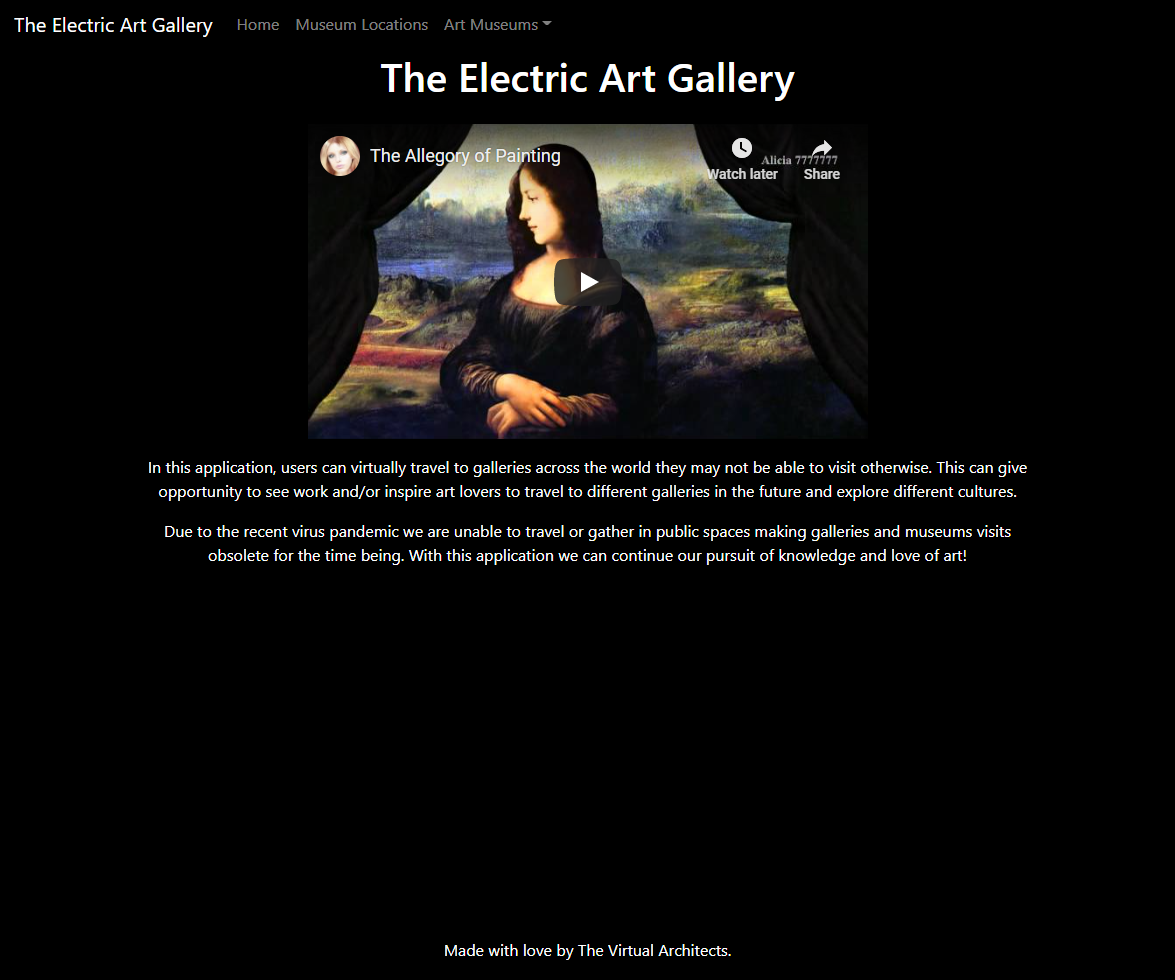 The Electric Art Gallery Home Museum Locations Art Museums
The Electric Art Gallery
The Allegory of Painting
Alicia 7777777
Watch later Share
In this application, users can virtually travel to galleries across the world they may not be able to visit otherwise. This can give
opportunity to see work and/or inspire art lovers to travel to different galleries in the future and explore different cultures.
Due to the recent virus pandemic we are unable to travel or gather in public spaces making galleries and museums visits
obsolete for the time being. With this application we can continue our pursuit of knowledge and love of art!
Made with love by The Virtual Architects.